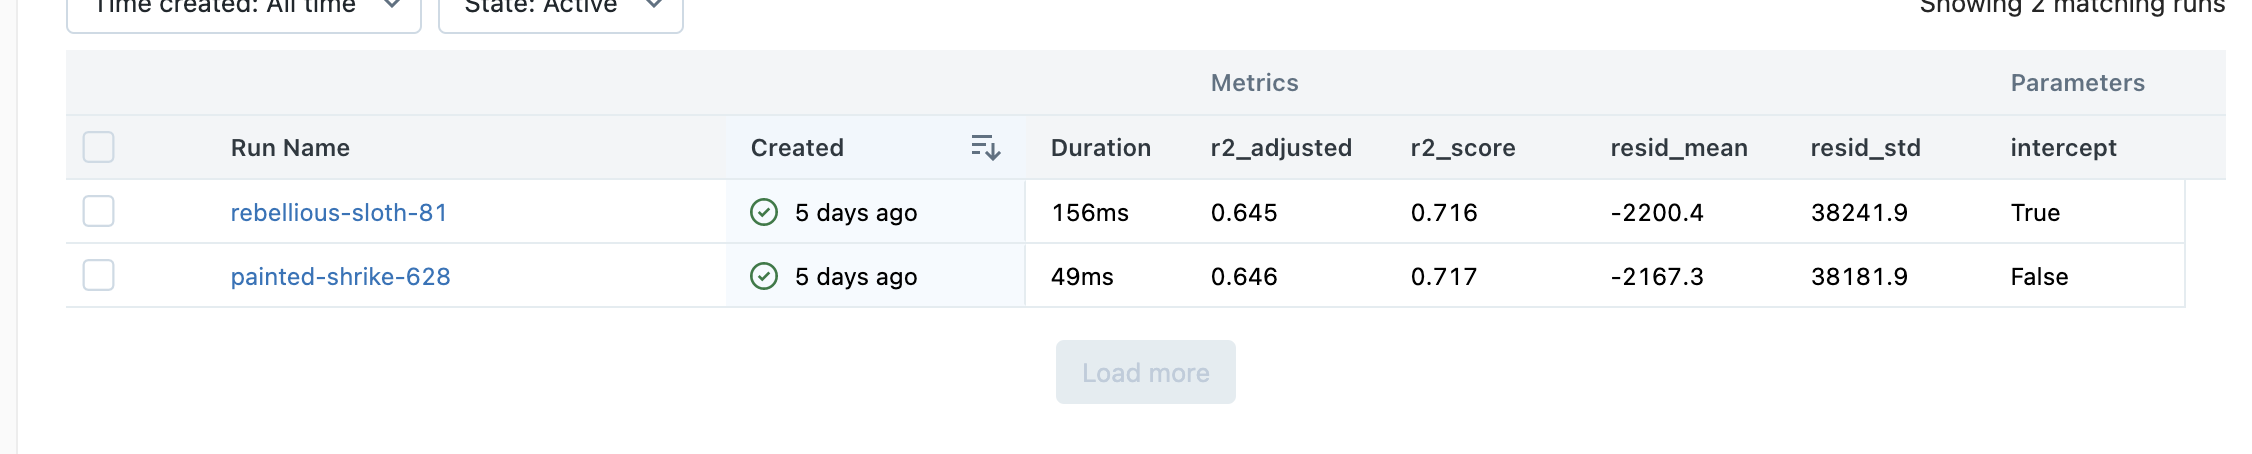 Time created: All time State: Active Showing 2 matching runs
Metrics Parameters
Run Name Created Duration r2_adjusted r2_score resid_mean resid_std intercept
rebellious-sloth-81 5 days ago 156ms 0.645 0.716 -2200.4 38241.9 True
painted-shrike-628 5 days ago 49ms 0.646 0.717 -2167.3 38181.9 False
Load more